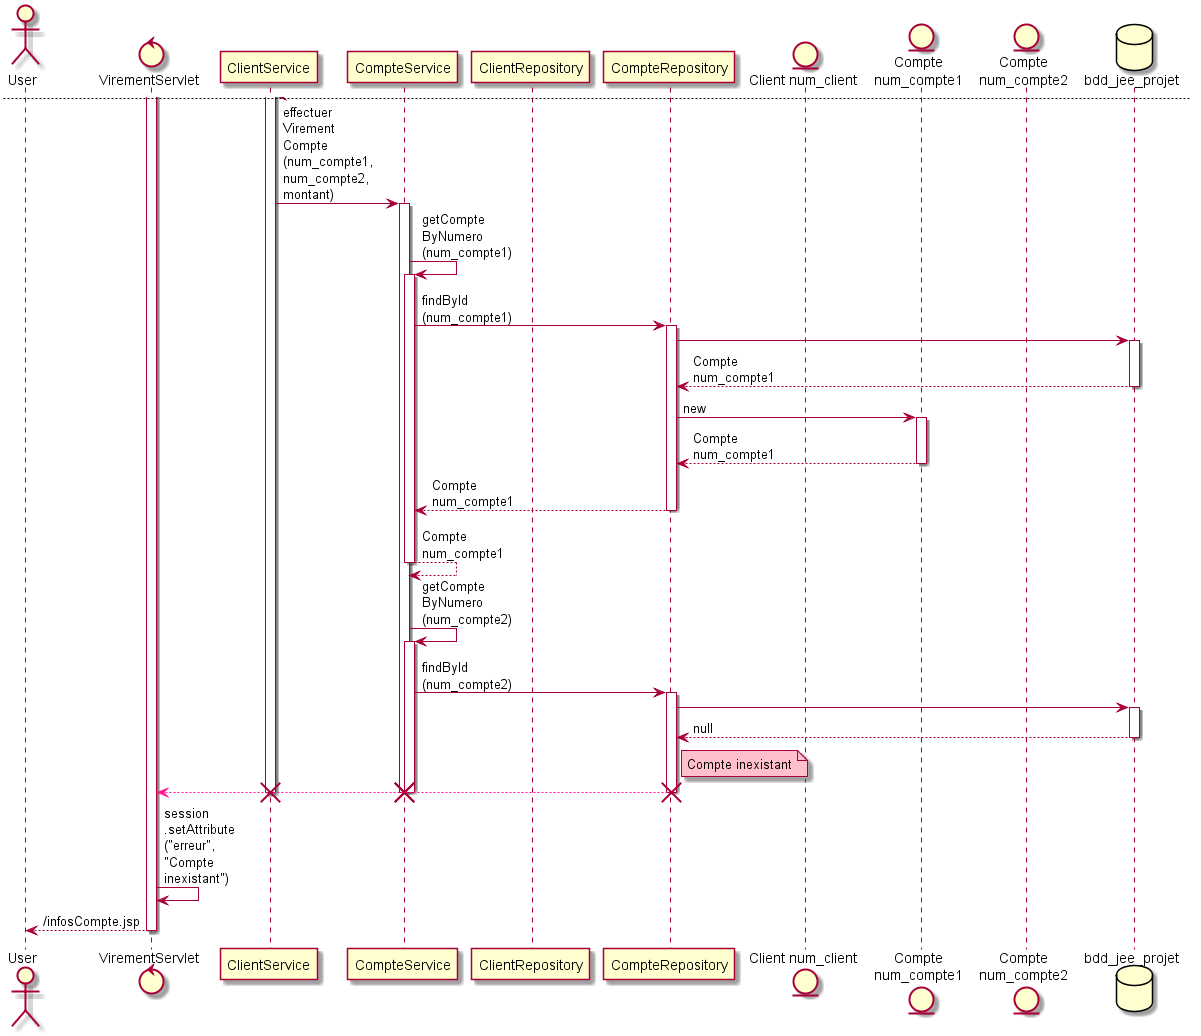 User
VirementServlet
ClientService
CompteService
ClientRepository
CompteRepository
Client num_client
Compte
num_compte1
Compte
num_compte2
bdd_jee_projet
effectuer
Virement
Compte
(num_compte1,
num_compte2,
montant)
getCompte
ByNumero
(num_compte1)
findById
(num_compte1)
Compte
num_compte1
new
Compte
num_compte1
Compte
num_compte1
Compte
num_compte1
getCompte
ByNumero
(num_compte2)
findById
(num_compte2)
null
Compte inexistant
session
.setAttribute
("erreur",
"Compte
inexistant")
/infosCompte.jsp
User
VirementServlet
ClientService
CompteService
ClientRepository
CompteRepository
Client num_client
Compte
num_compte1
Compte
num_compte2
bdd_jee_projet